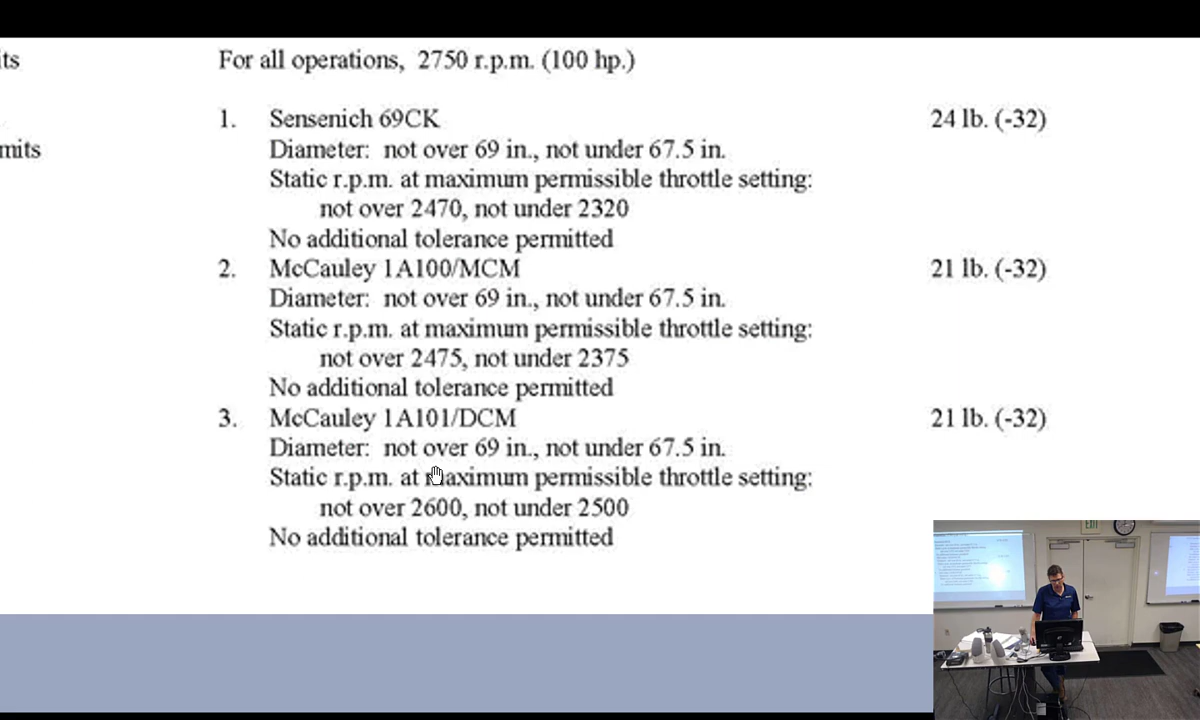 its
For all operations, 2750 r.p.m. (100 hp.)
1. Sensenich 69CK 24 lb. (-32)
mits
Diameter: not over 69 in., not under 67.5 in.
Static r.p.m. at maximum permissible throttle setting:
not over 2470, not under 2320
No additional tolerance permitted
2. McCauley 1A100/MCM 21 lb. (-32)
Diameter: not over 69 in., not under 67.5 in.
Static r.p.m. at maximum permissible throttle setting:
not over 2475, not under 2375
No additional tolerance permitted
3. McCauley 1A101/DCM 21 lb. (-32)
Diameter: not over 69 in., not under 67.5 in.
Static r.p.m. at maximum permissible throttle setting:
not over 2600, not under 2500
No additional tolerance permitted
EXIT